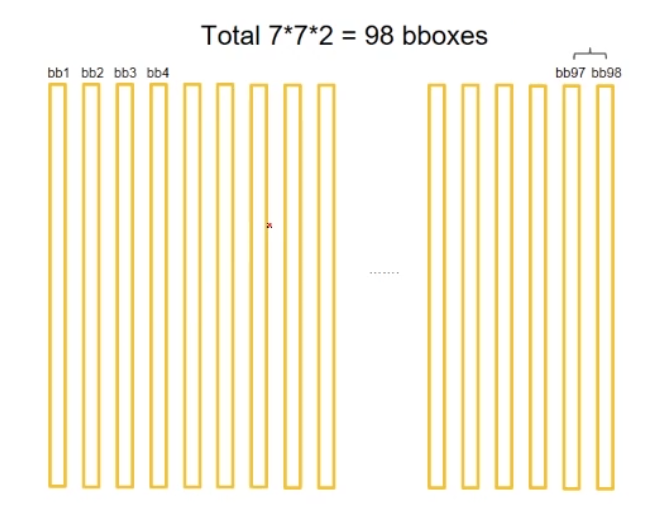 Total 7*7*2 = 98 bboxes
bb1 bb2 bb3 bb4 bb97 bb98
.......